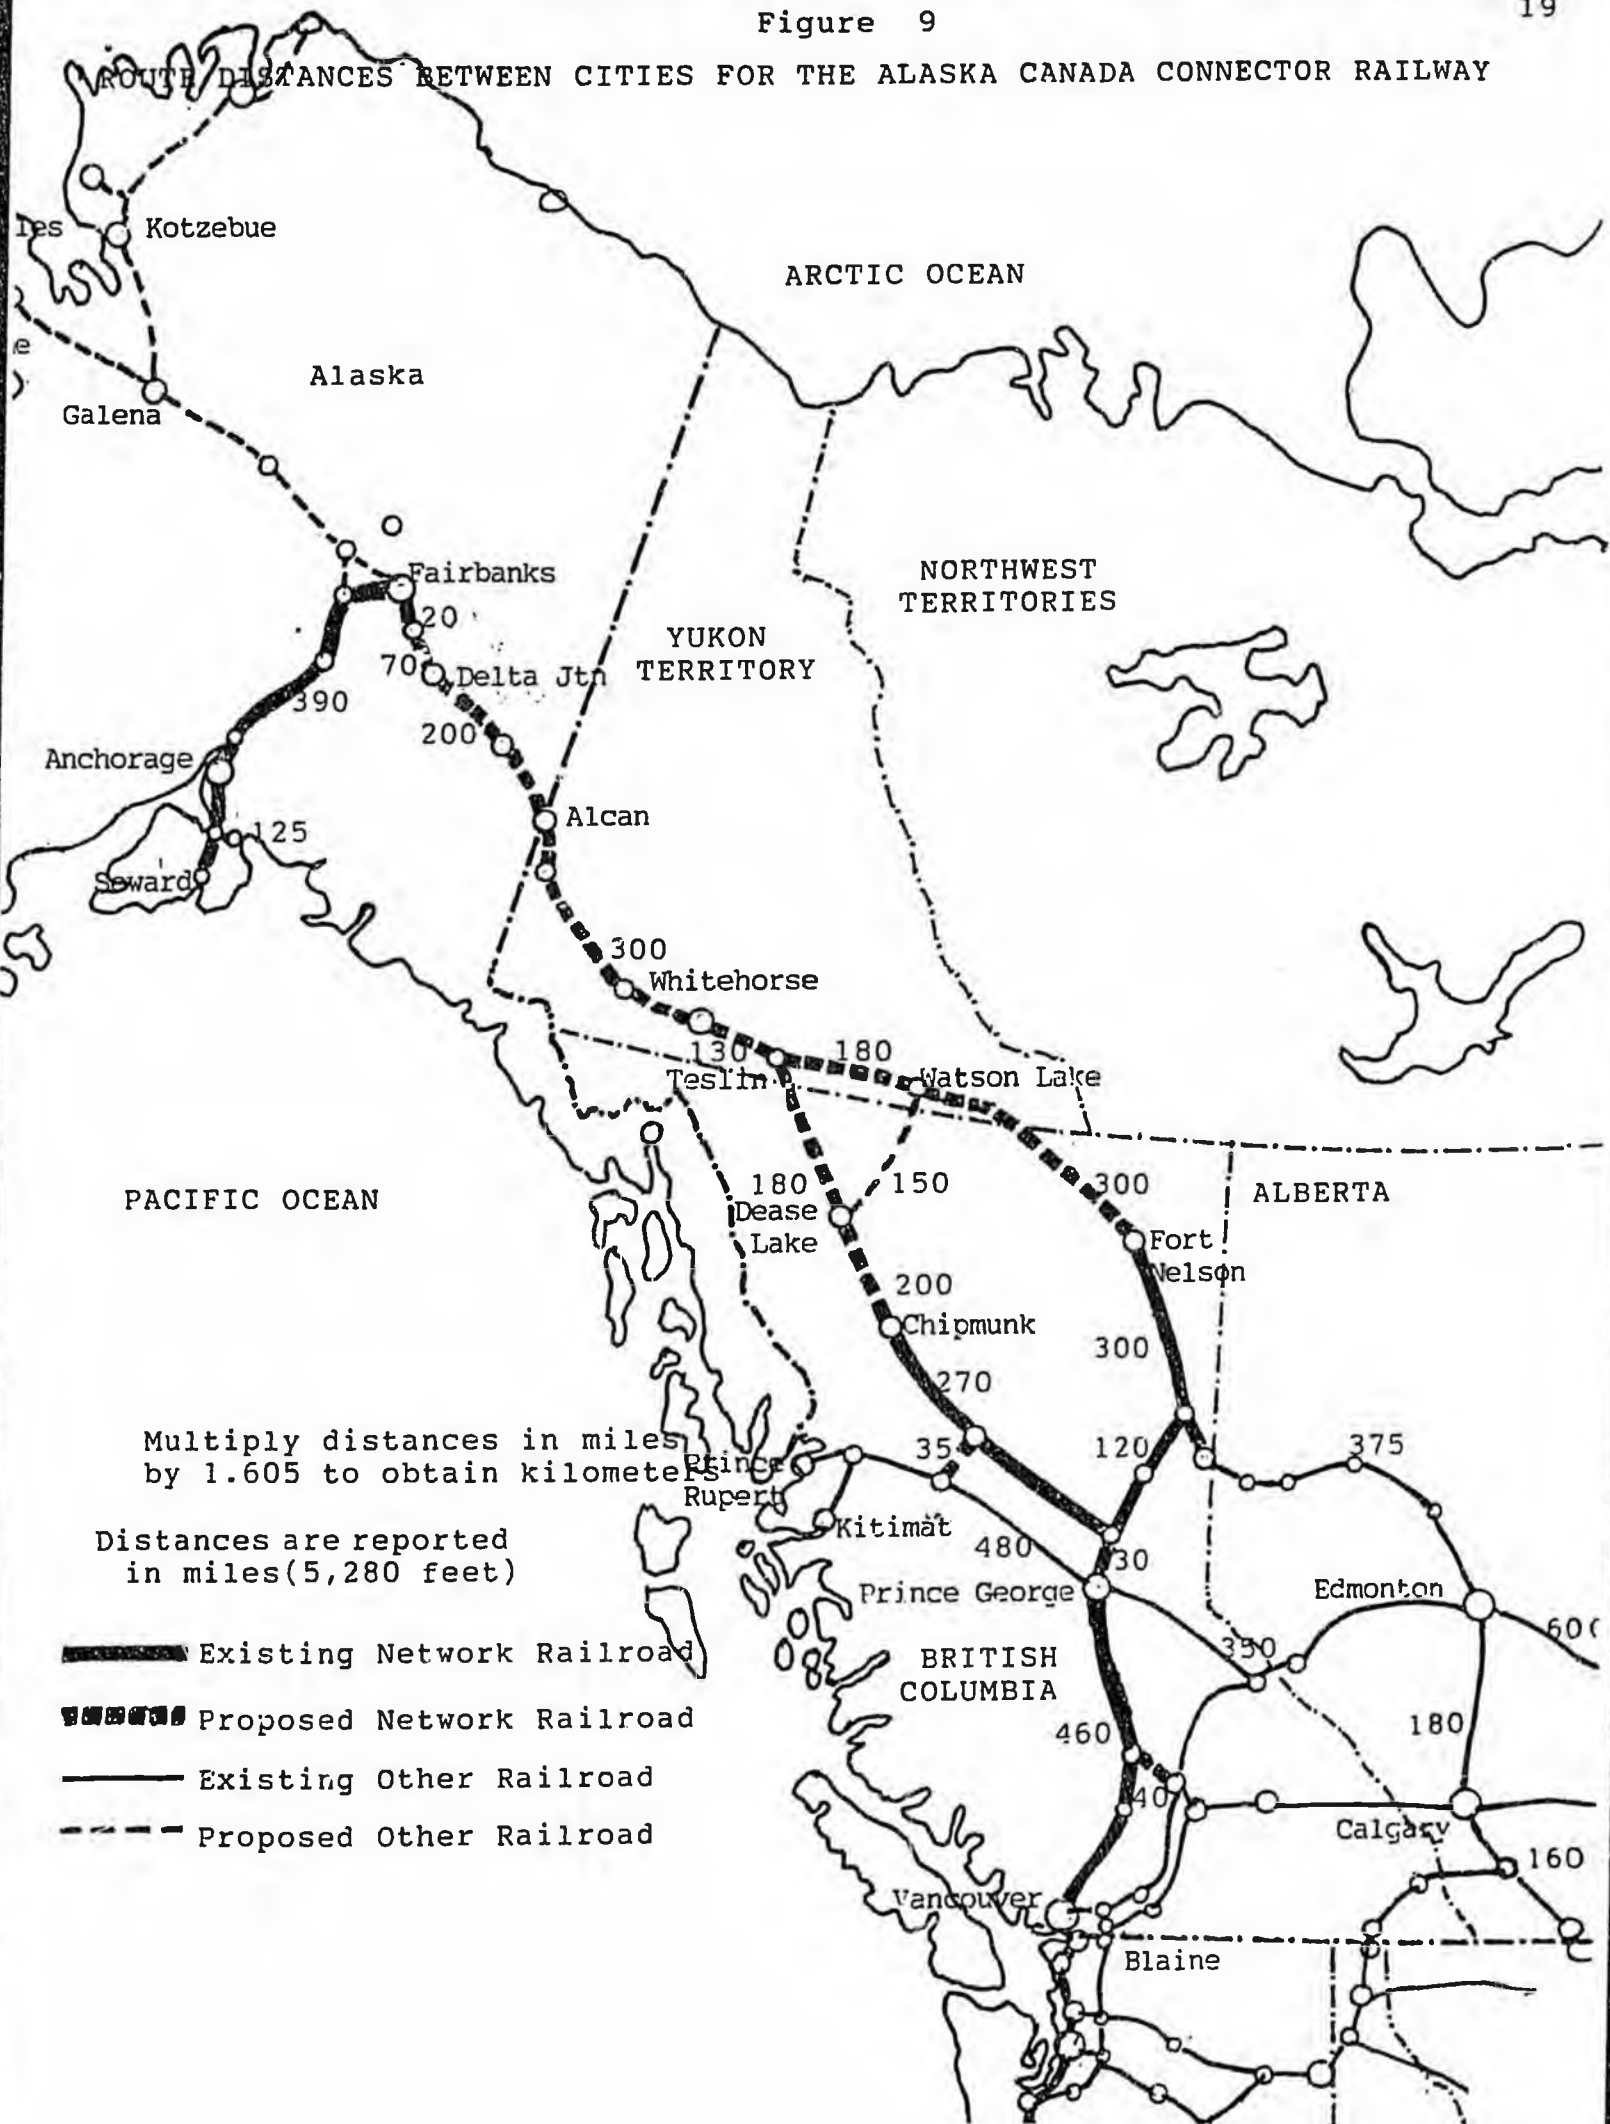 Figure 9
19
ROUTE DISTANCES BETWEEN CITIES FOR THE ALASKA CANADA CONNECTOR RAILWAY
Kotzebue
ARCTIC OCEAN
Alaska
Galena
Fairbanks
NORTHWEST
TERRITORIES
20
YUKON
TERRITORY
70
Delta Jtn
390
200
Anchorage
Alcan
125
Seward
300
Whitehorse
130
180
Teslin
Watson Lake
180
150
300
ALBERTA
PACIFIC OCEAN
Dease
Lake
Fort
Nelson
200
Chipmunk
300
270
Multiply distances in miles
by 1.605 to obtain kilometers
35
120
375
Prince
Rupert
Kitimat
480
30
Distances are reported
in miles(5,280 feet)
Prince George
Edmonton
600
350
BRITISH
COLUMBIA
Existing Network Railroad
Proposed Network Railroad
460
180
Existing Other Railroad
40
Proposed Other Railroad
Calgary
160
Vancouver
Blaine